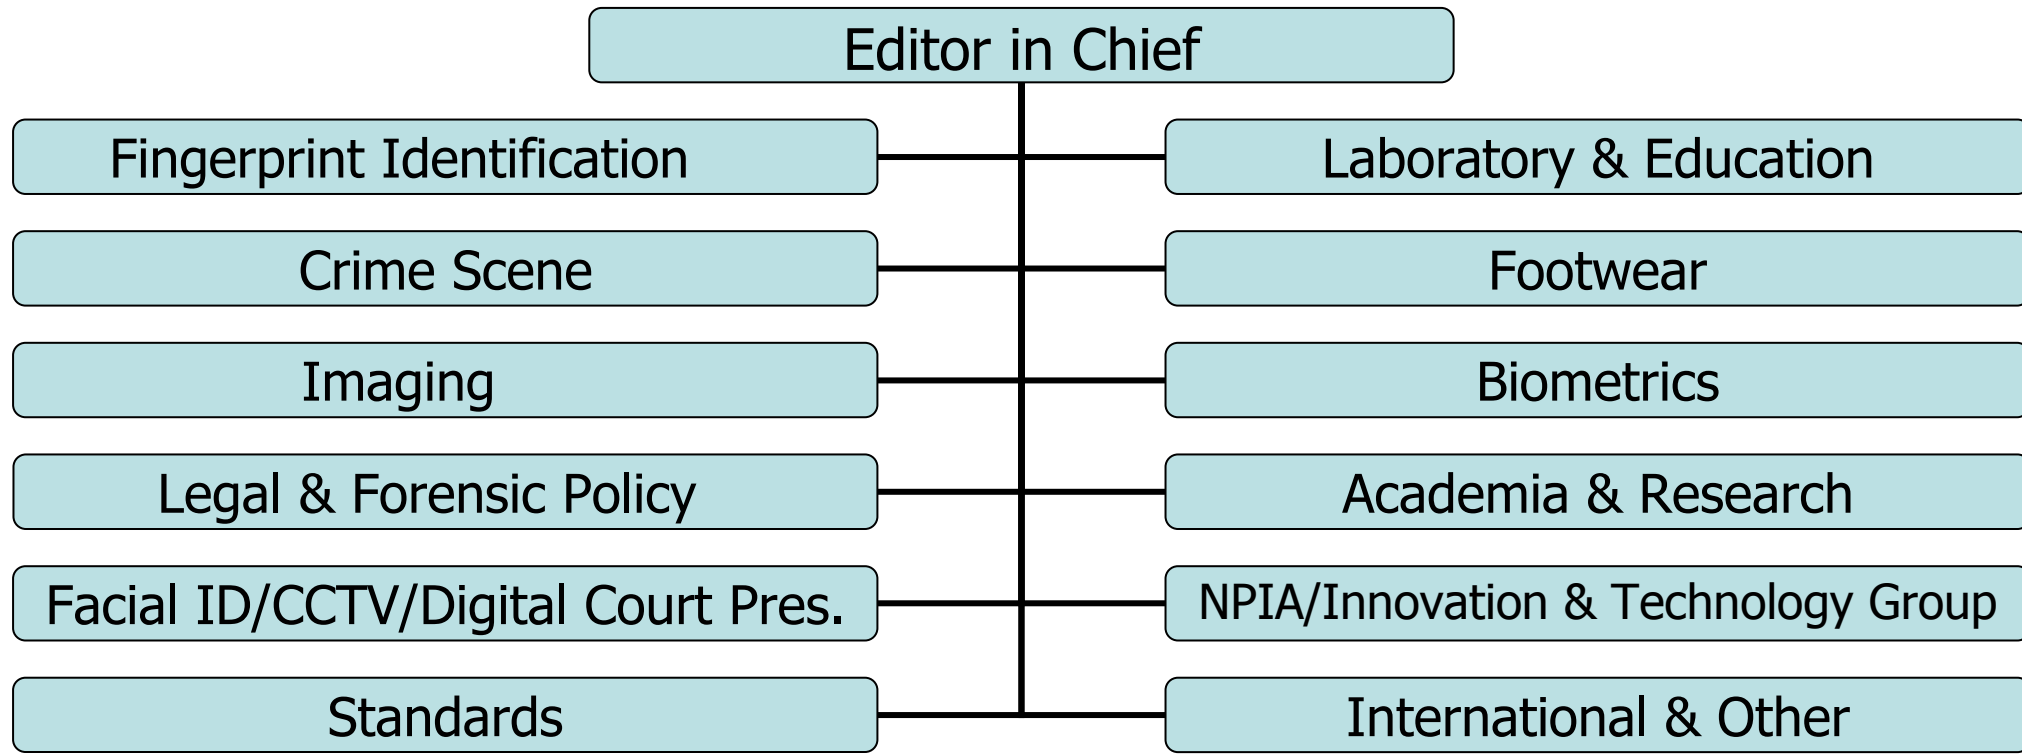 Editor in Chief
Fingerprint Identification
Laboratory & Education
Crime Scene
Footwear
Imaging
Biometrics
Legal & Forensic Policy
Academia & Research
Facial ID/CCTV/Digital Court Pres.
NPIA/Innovation & Technology Group
Standards
International & Other